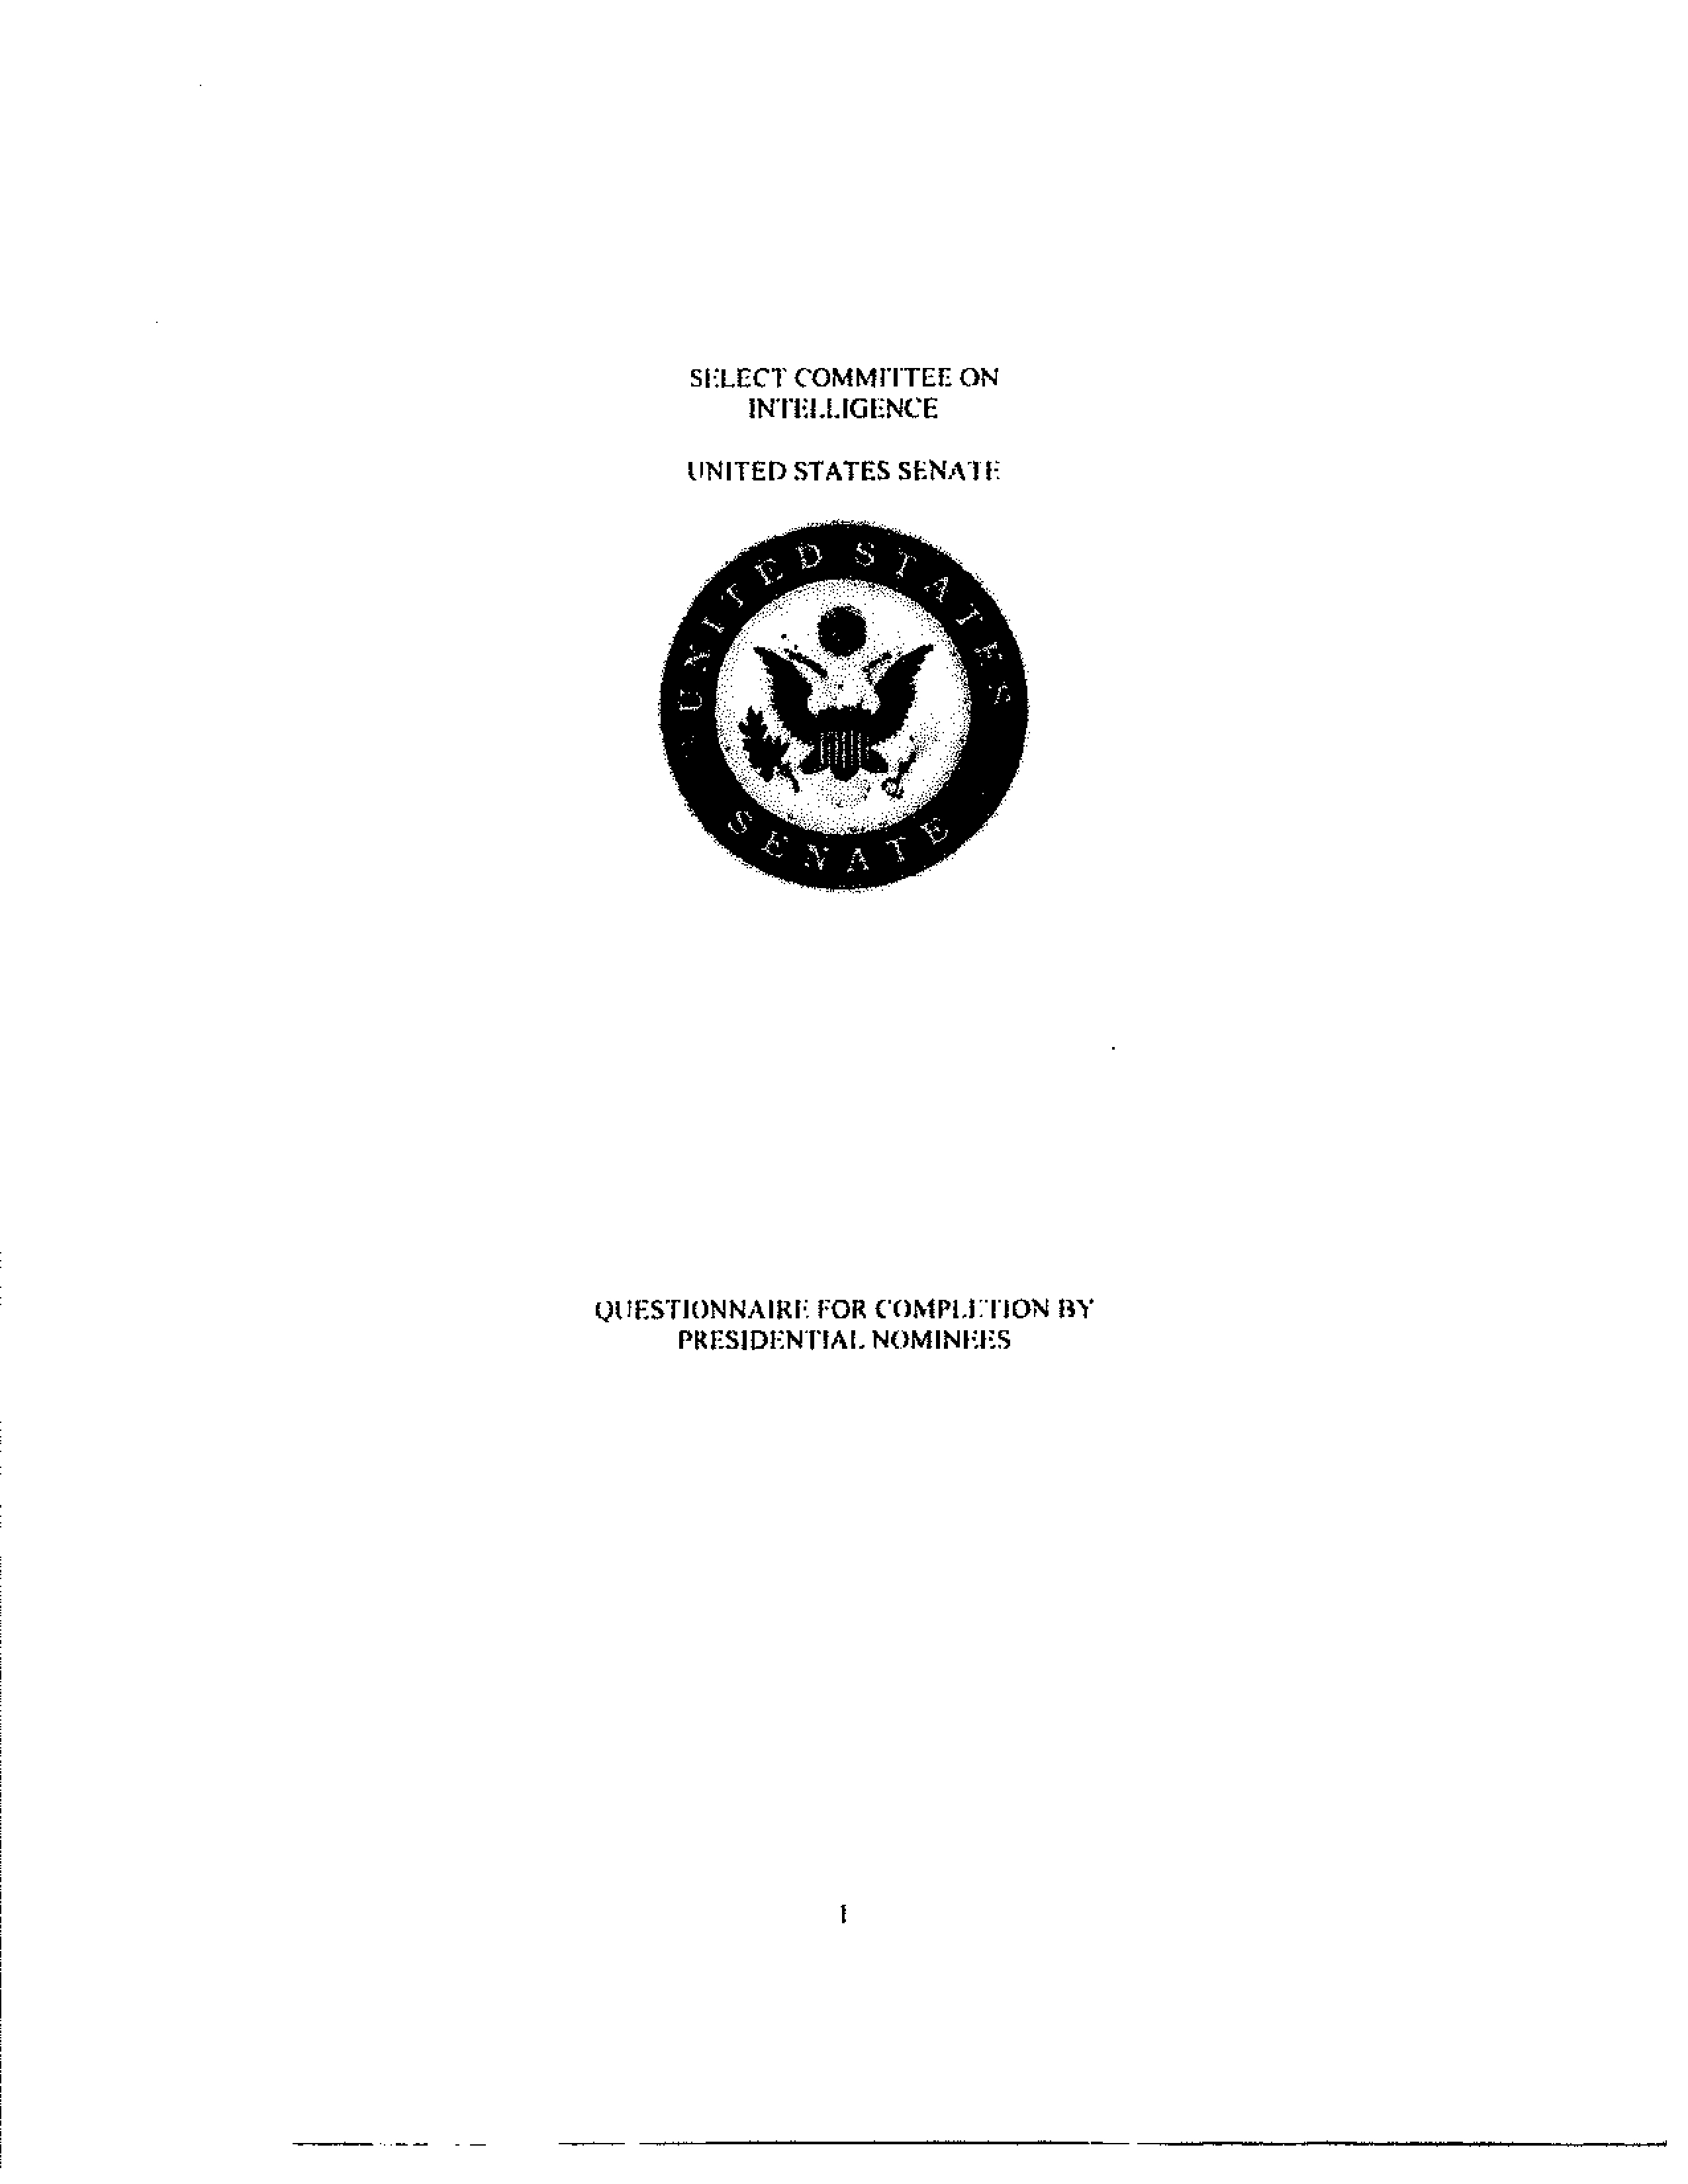 SELECT COMMITTEE ON
INTELLIGENCE
UNITED STATES SENATE
UNITED STATES
SENATE
QUESTIONNAIRE FOR COMPLETION BY
PRESIDENTIAL NOMINEES
1